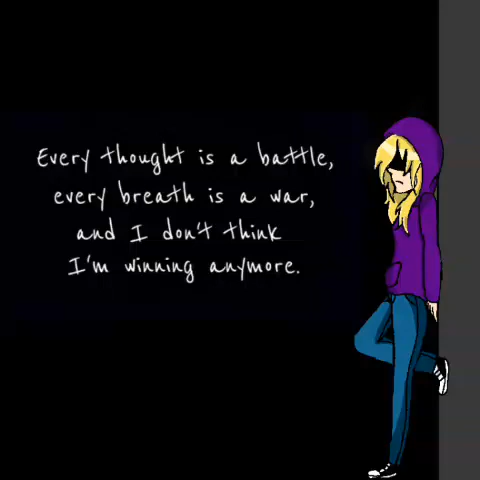 Every thought is a battle,
every breath is a war,
and I don't think
I'm winning anymore.